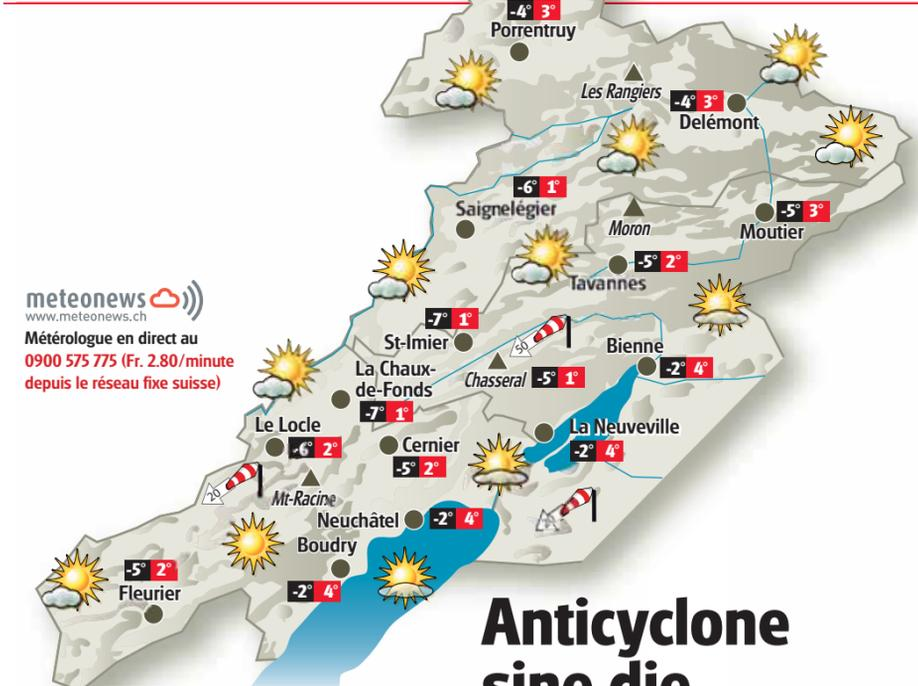 -4° 3°
Porrentruy
Les Rangiers
-4° 3°
Delémont
-6° 1°
Saignelégier
Moron
-5° 3°
Moutier
-5° 2°
Tavannes
meteonews
www.meteonews.ch
Métérologue en direct au
0900 575 775 (Fr. 2.80/minute
depuis le réseau fixe suisse)
-7° 1°
St-Imier
50
Chasseral -5° 1°
Bienne
-2° 4°
La Chaux-
de-Fonds
-7° 1°
Le Locle
-6° 2°
Cernier
-5° 2°
La Neuveville
-2° 4°
20
Mt-Racine
Neuchâtel -2° 4°
Boudry
-2° 4°
-5° 2°
Fleurier
Anticyclone
sine die